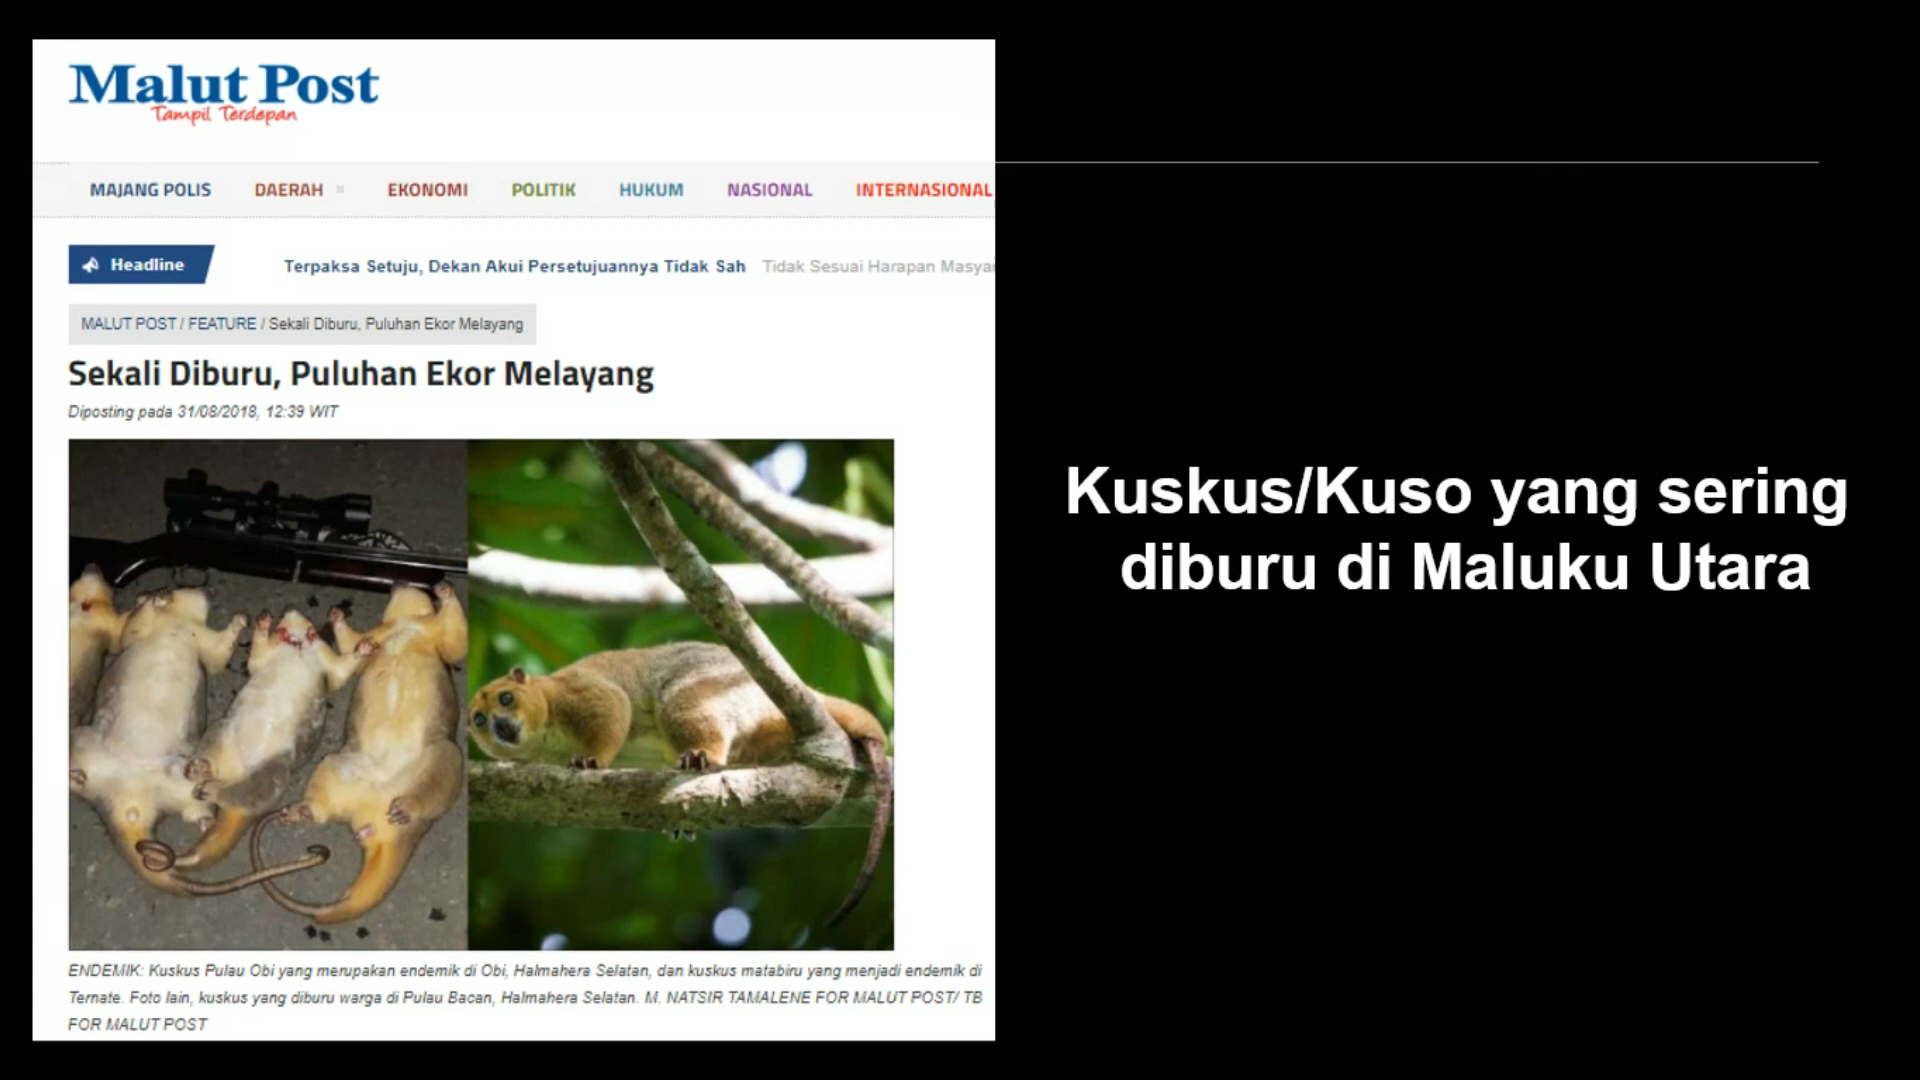 Malut Post
Tampil Terdepan
MAJANG POLIS DAERAH EKONOMI POLITIK HUKUM NASIONAL INTERNASIONAL
Headline Terpaksa Setuju, Dekan Akui Persetujuannya Tidak Sah Tidak Sesuai Harapan
MALUT POST / FEATURE / Sekali Diburu, Puluhan Ekor Melayang
Sekali Diburu, Puluhan Ekor Melayang
Diposting pada 31/08/2018, 12:39 WIT
ENDEMIK: Kuskus Pulau Obi yang merupakan endemik di Obi, Halmahera Selatan, dan kuskus matabiru yang menjadi endemik di
Ternate. Foto lain, kuskus yang diburu warga di Pulau Bacan, Halmahera Selatan. M. NATSIR TAMALENE FOR MALUT POST/ TB
FOR MALUT POST
Kuskus/Kuso yang sering
diburu di Maluku Utara